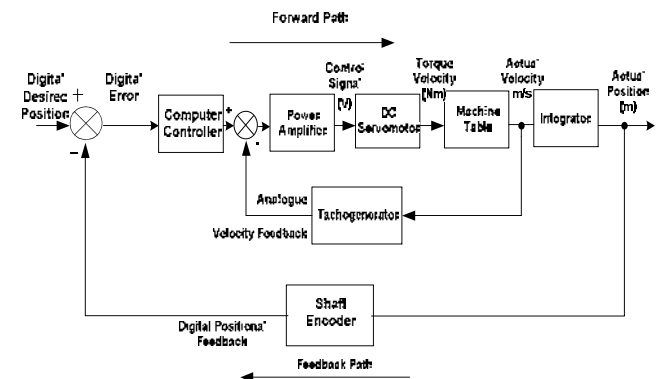 Forward Path
Digital
Desired
Position
+
−
Digital
Error
Computer
Controller
+
-
Power
Amplifier
Control
Signal
(V)
DC
Servomotor
Torque
Velocity
(Nm)
Machine
Table
Actual
Velocity
m/s
Integrator
Actual
Position
(m)
Analogue
Velocity Feedback
Tachogenerator
Shaft
Encoder
Digital Positional
Feedback
Feedback Path